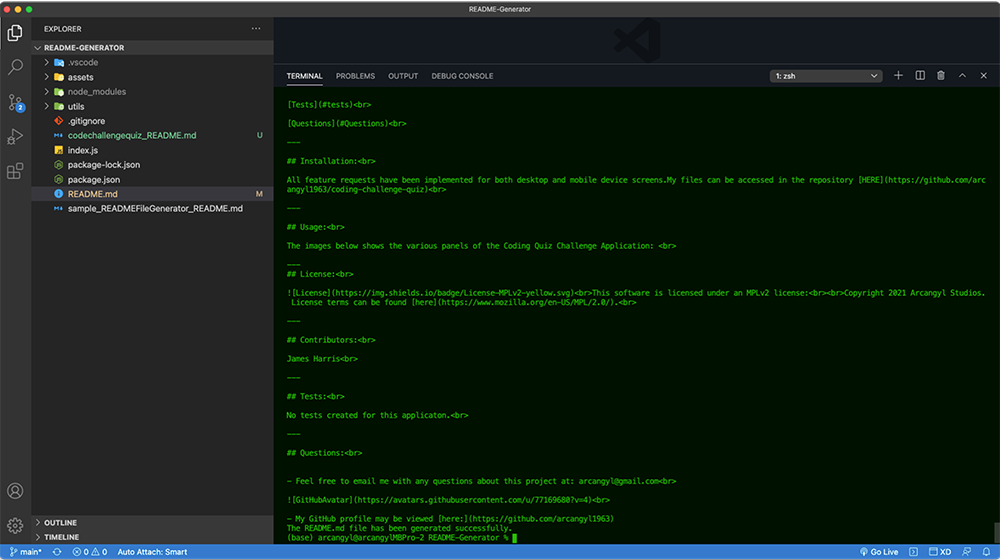 README-Generator
EXPLORER
···
README-GENERATOR
.vscode
assets
node_modules
utils
.gitignore
codechallengequiz_README.md U
index.js
package-lock.json
package.json
README.md M
sample_READMEFileGenerator_README.md
OUTLINE
TIMELINE
2
TERMINAL PROBLEMS OUTPUT DEBUG CONSOLE 1: zsh
[Tests](#tests)<br>
[Questions](#Questions)<br>
———
## Installation:<br>
All feature requests have been implemented for both desktop and mobile device screens.My files can be accessed in the repository [HERE](https://github.com/arc
angyl1963/coding-challenge-quiz)<br>
———
## Usage:<br>
The images below shows the various panels of the Coding Quiz Challenge Application: <br>
———
## License:<br>
![License](https://img.shields.io/badge/License-MPLv2-yellow.svg)<br>This software is licensed under an MPLv2 license:<br><br>Copyright 2021 Arcangyl Studios.
License terms can be found [here](https://www.mozilla.org/en-US/MPL/2.0/).<br>
———
## Contributors:<br>
James Harris<br>
———
## Tests:<br>
No tests created for this applicaton.<br>
———
## Questions:<br>
- Feel free to email me with any questions about this project at: arcangyl@gmail.com<br>
![GitHubAvatar](https://avatars.githubusercontent.com/u/77169680?v=4)<br>
- My GitHub profile may be viewed [here:](https://github.com/arcangyl1963)
The README.md file has been generated successfully.
(base) arcangyl@arcangylMBPro-2 README-Generator %
main* 0 0 Auto Attach: Smart Go Live XD